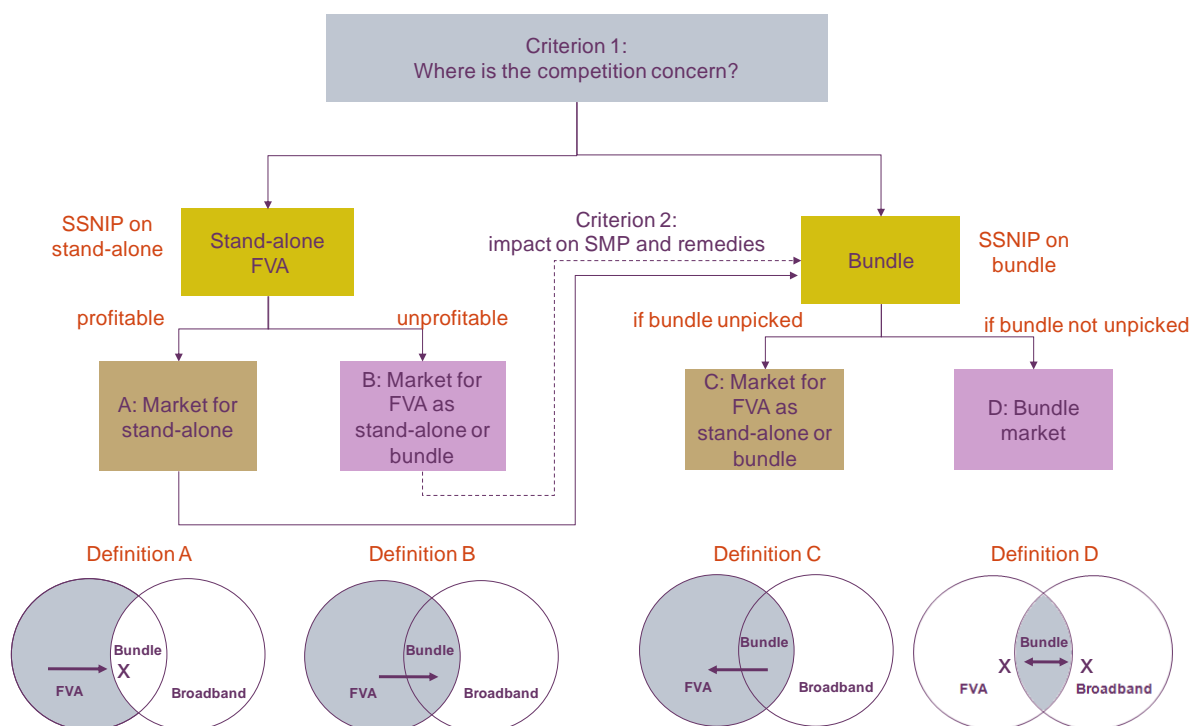 Criterion 1:
Where is the competition concern?
SSNIP on
stand-alone
Stand-alone
FVA
Criterion 2:
impact on SMP and remedies
Bundle
SSNIP on
bundle
profitable
unprofitable
if bundle unpicked
if bundle not unpicked
A: Market for
stand-alone
B: Market for
FVA as
stand-alone or
bundle
C: Market for
FVA as
stand-alone or
bundle
D: Bundle
market
Definition A
Definition B
Definition C
Definition D
Bundle
X
FVA
Broadband
Bundle
FVA
Broadband
Bundle
FVA
Broadband
Bundle
X
X
FVA
Broadband